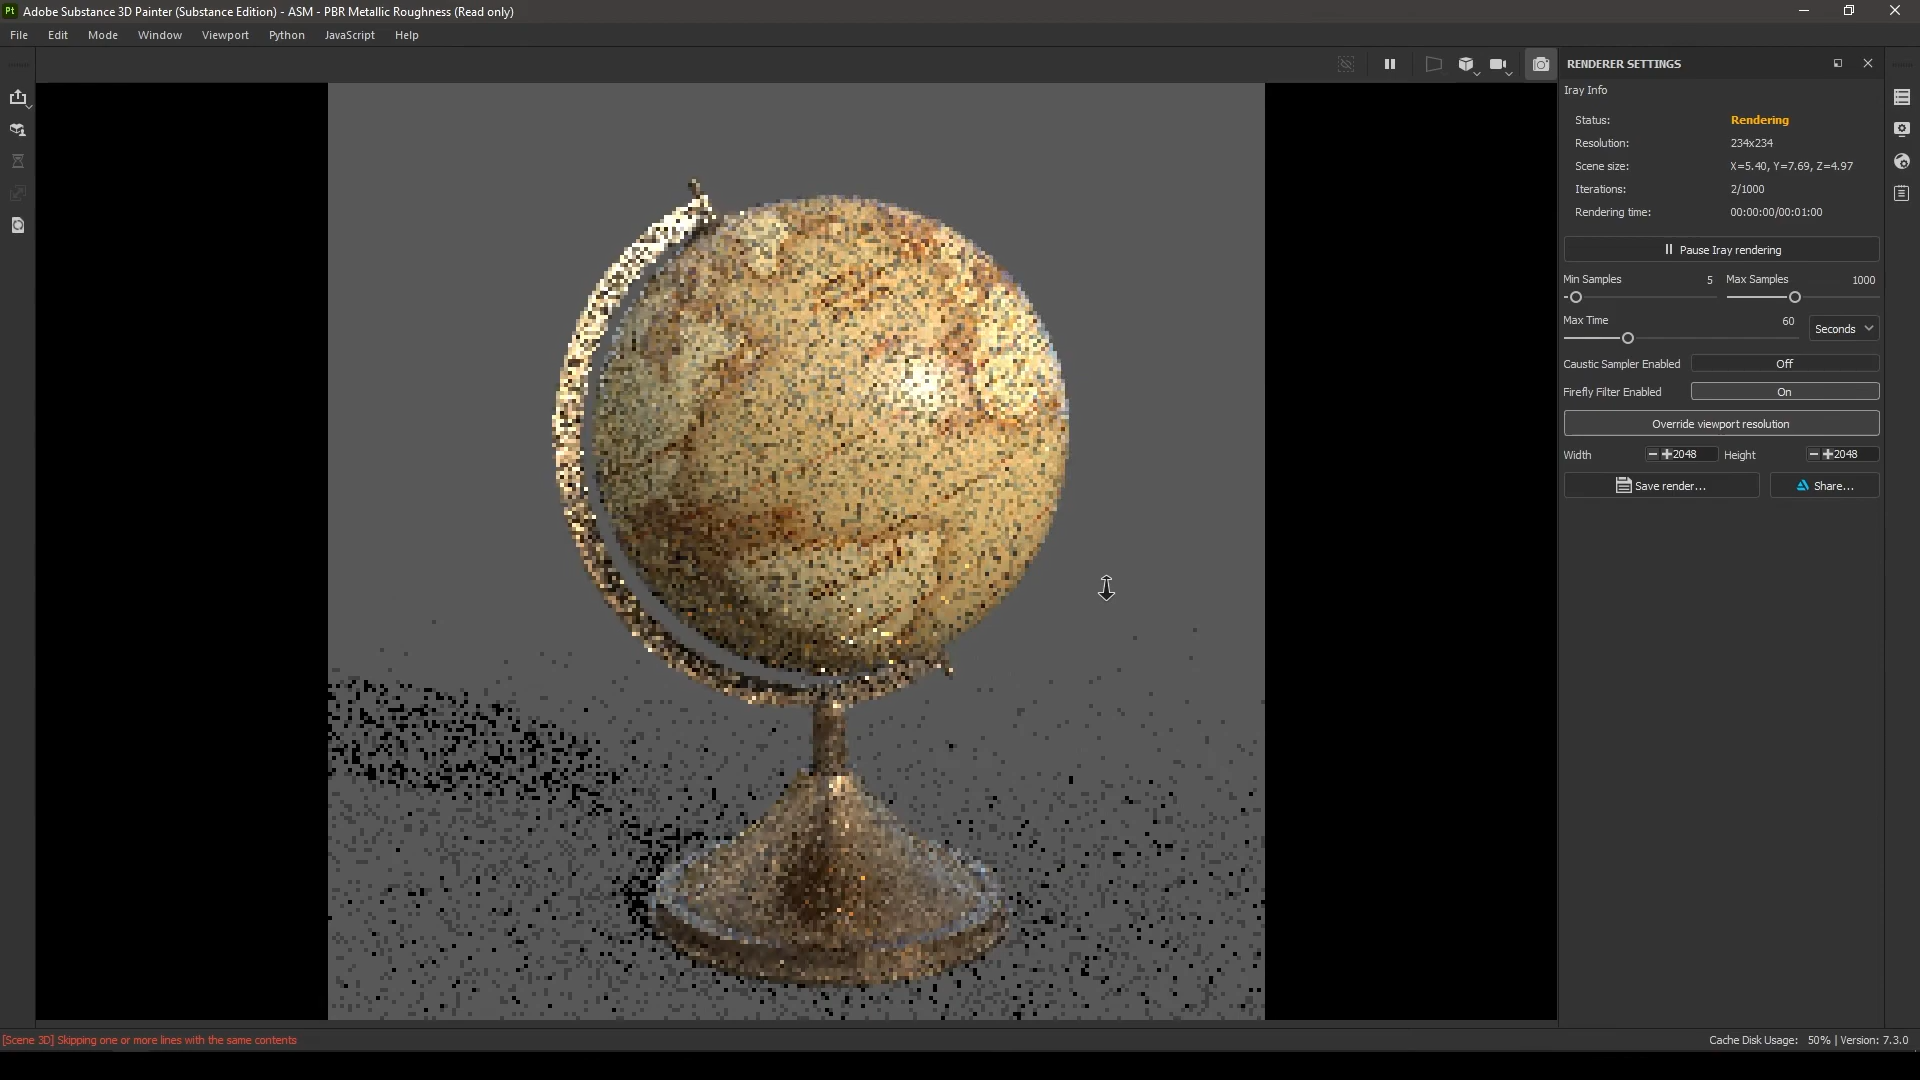 Pt Adobe Substance 3D Painter (Substance Edition) - ASM - PBR Metallic Roughness (Read only)
File Edit Mode Window Viewport Python JavaScript Help
RENDERER SETTINGS
Iray Info
Status: Rendering
Resolution: 234x234
Scene size: X=5.40, Y=7.69, Z=4.97
Iterations: 2/1000
Rendering time: 00:00:00/00:01:00
Pause Iray rendering
Min Samples 5 Max Samples 1000
Max Time 60 Seconds
Caustic Sampler Enabled Off
Firefly Filter Enabled On
Override viewport resolution
Width 2048 Height 2048
Save render... Share...
[Scene 3D] Skipping one or more lines with the same contents
Cache Disk Usage: 50% | Version: 7.3.0